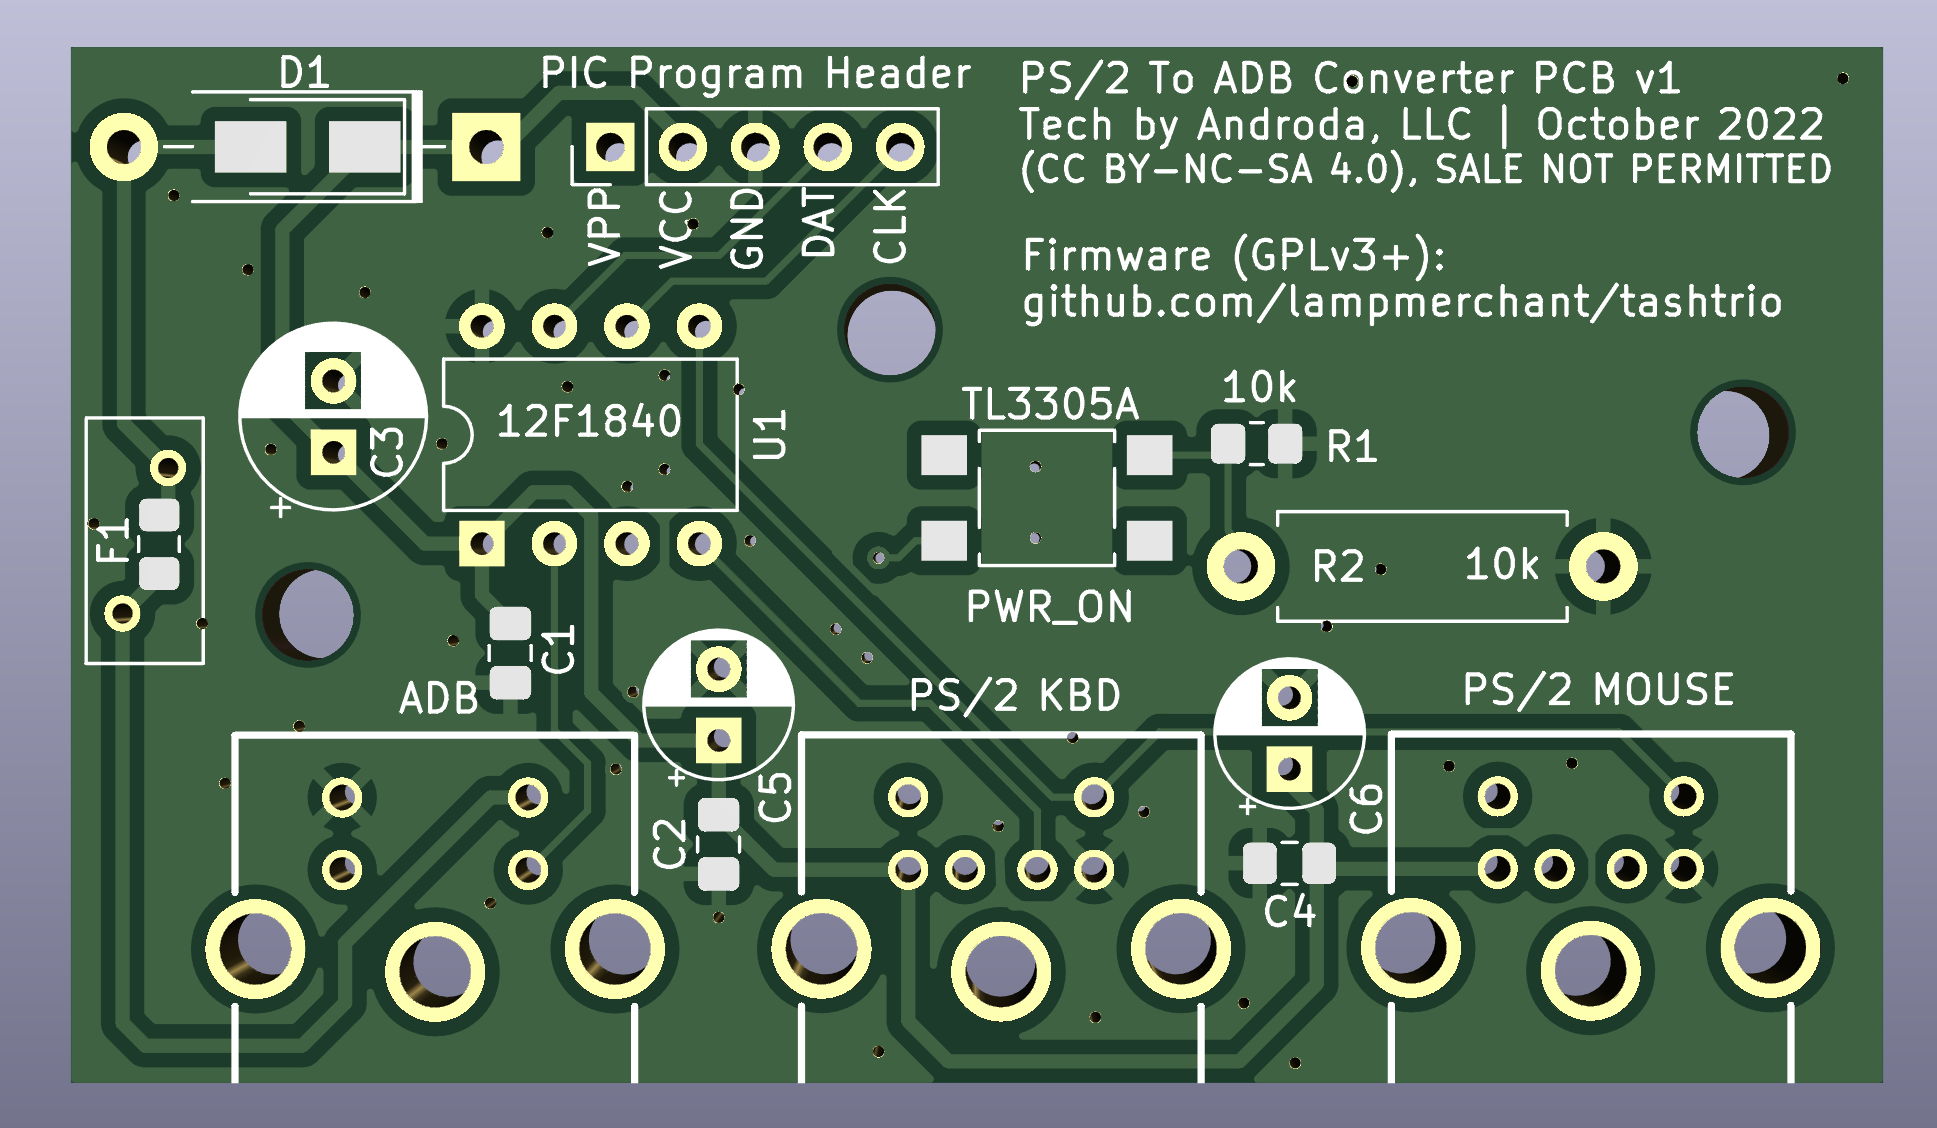 D1
PIC Program Header
PS/2 To ADB Converter PCB v1
Tech by Androda, LLC | October 2022
(CC BY-NC-SA 4.0), SALE NOT PERMITTED
VPP
VCC
GND
DAT
CLK
Firmware (GPLv3+):
github.com/lampmerchant/tashtrio
12F1840
U1
C3
+
TL3305A
10k
R1
F1
R2
10k
PWR_ON
C1
ADB
PS/2 KBD
PS/2 MOUSE
+
C5
C2
+
C6
C4